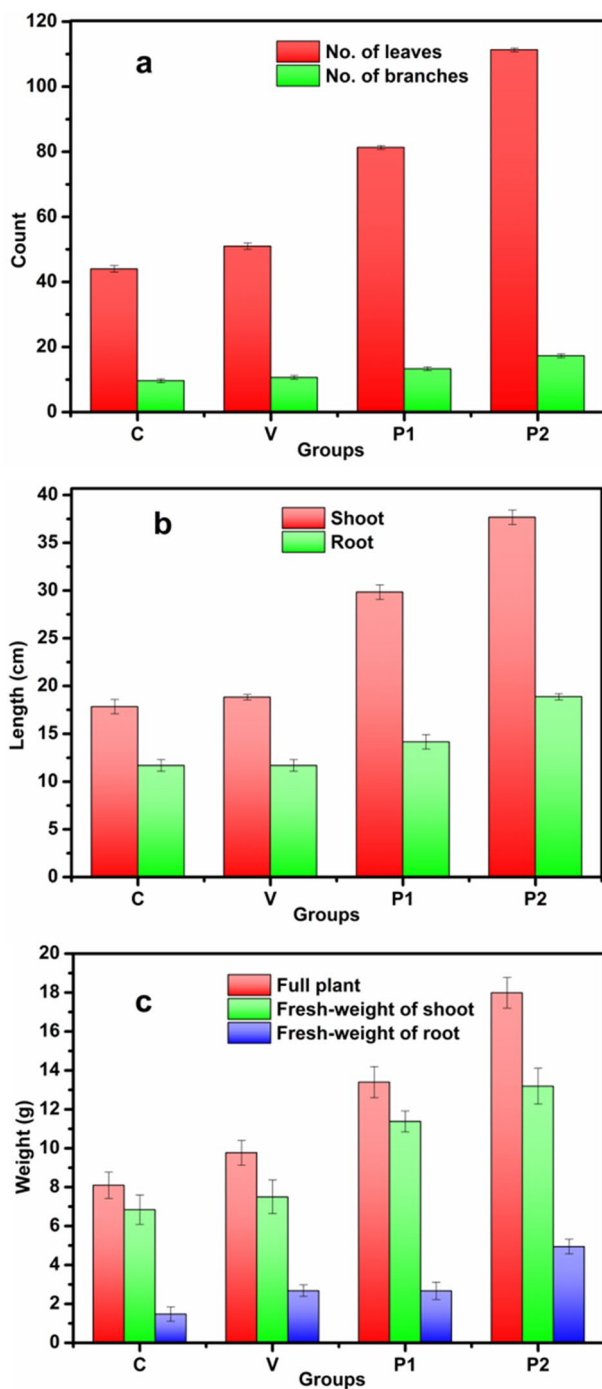 a
No. of leaves
No. of branches
120
100
80
60
40
20
0
Count
C V P1 P2
Groups
b
Shoot
Root
40
35
30
25
20
15
10
5
0
Length (cm)
C V P1 P2
Groups
c
Full plant
Fresh-weight of shoot
Fresh-weight of root
20
18
16
14
12
10
8
6
4
2
0
Weight (g)
C V P1 P2
Groups